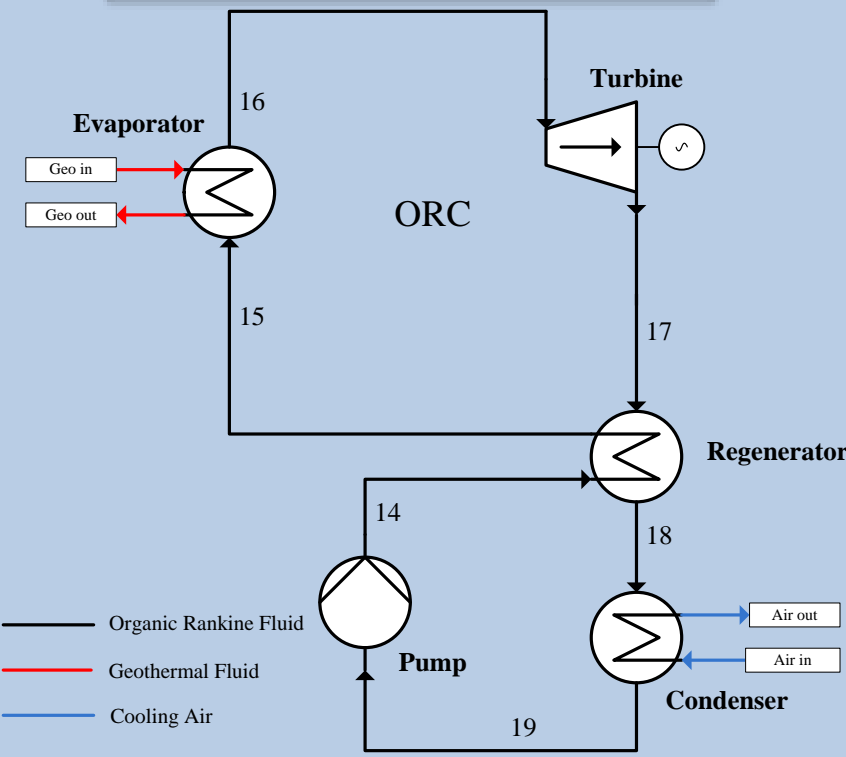 Turbine
16
Evaporator
Geo in
Geo out
ORC
15
17
Regenerator
14
18
Organic Rankine Fluid
Air out
Pump
Air in
Geothermal Fluid
Condenser
Cooling Air
19